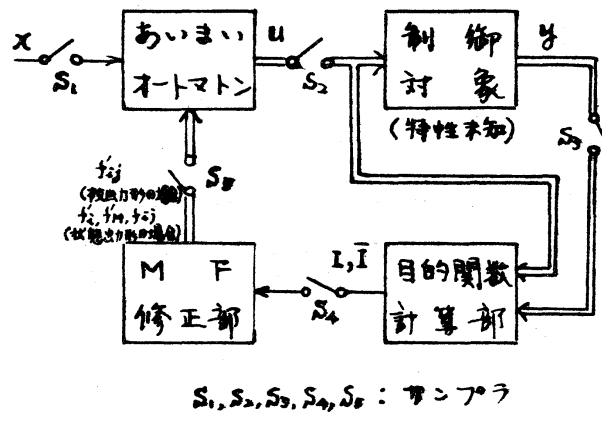 x
S₁
あいまい
オートマトン
u
S₂
制御
対象
(特性未知)
y
S₃
S₅
f'ij
f'i, f'M, f'ij
(状態出力形の場合)
M F
修正部
I, Ī
S₄
目的関数
計算部
S₁, S₂, S₃, S₄, S₅ : サンプラ